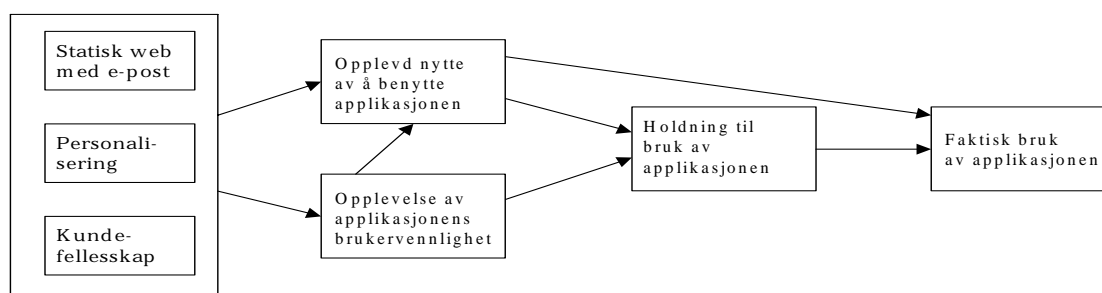 Statisk web
med e-post
Personali-
sering
Kunde-
fellesskap
Opplevd nytte
av å benytte
applikasjonen
Opplevelse av
applikasjonens
brukervennlighet
Holdning til
bruk av
applikasjonen
Faktisk bruk
av applikasjonen